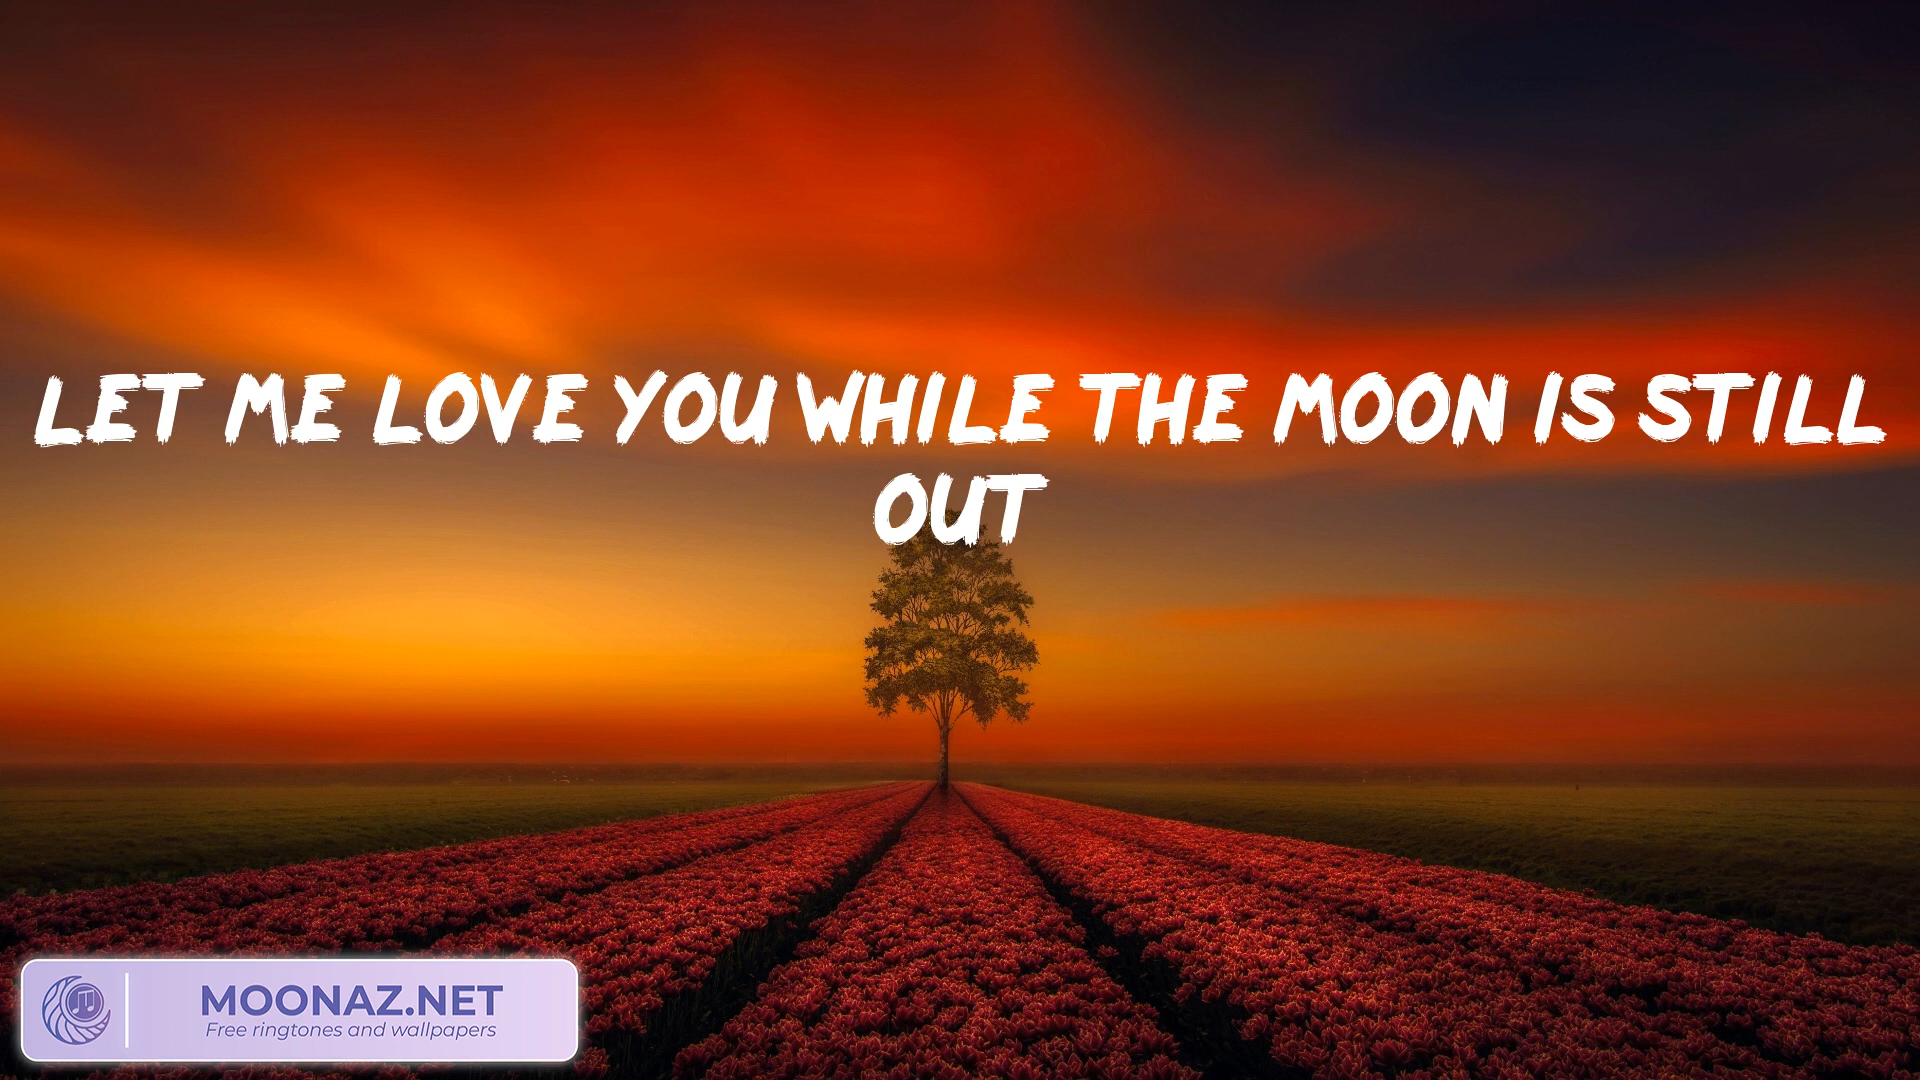 LET ME LOVE YOU WHILE THE MOON IS STILL
OUT
MOONAZ.NET
Free ringtones and wallpapers